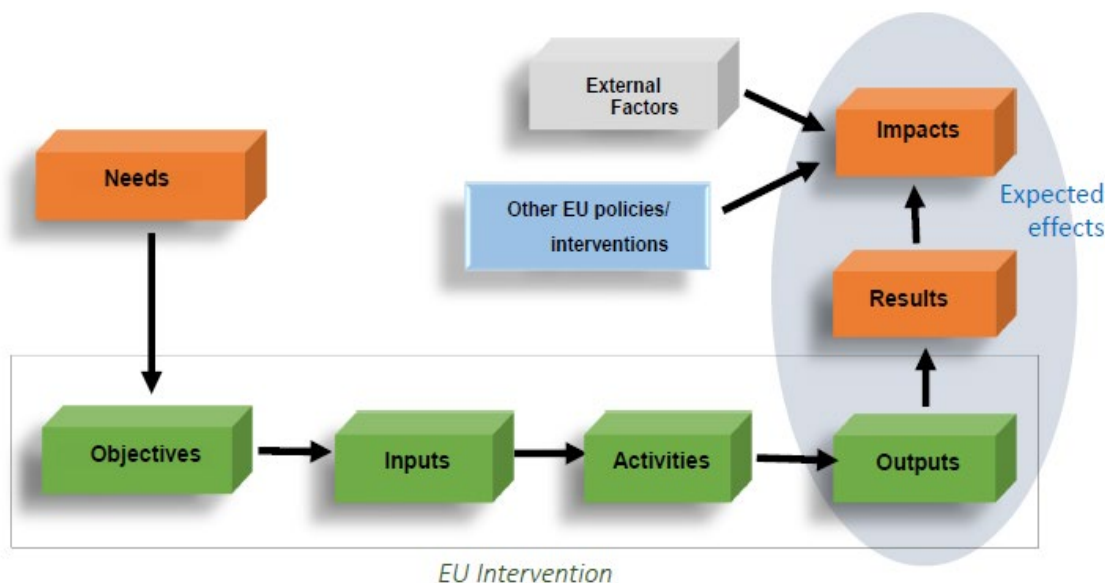 External
Factors
Impacts
Needs
Other EU policies/
interventions
Expected
effects
Results
Objectives
Inputs
Activities
Outputs
EU Intervention